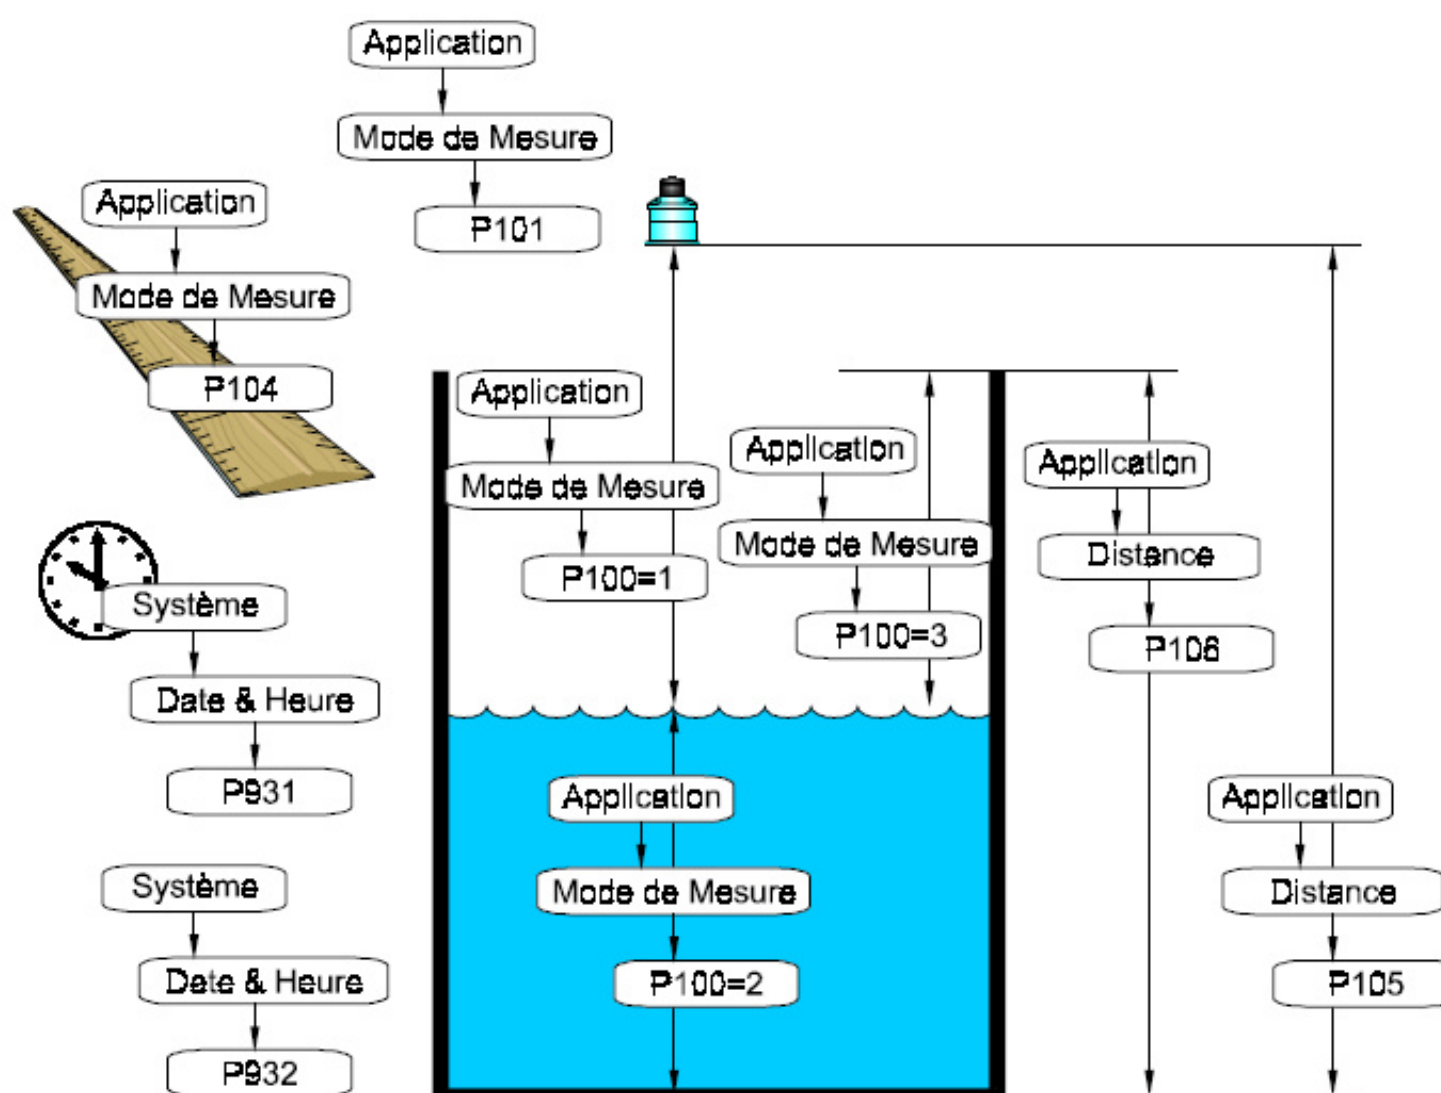 Application
Mode de Mesure
P101
Application
Mode de Mesure
P104
Application
Mode de Mesure
P100=1
Application
Mode de Mesure
P100=3
Application
Distance
P106
Système
Date & Heure
P931
Application
Mode de Mesure
P100=2
Application
Distance
P105
Système
Date & Heure
P932